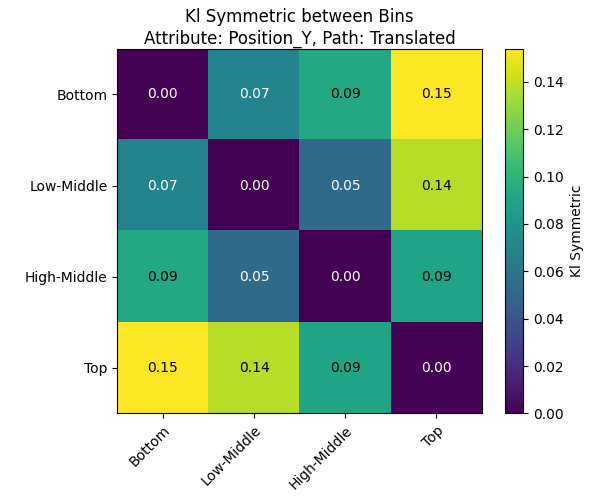 Kl Symmetric between Bins
Attribute: Position_Y, Path: Translated
Bottom 0.00 0.07 0.09 0.15
Low-Middle 0.07 0.00 0.05 0.14
High-Middle 0.09 0.05 0.00 0.09
Top 0.15 0.14 0.09 0.00
Bottom Low-Middle High-Middle Top
0.14
0.12
0.10
0.08
0.06
0.04
0.02
0.00
Kl Symmetric